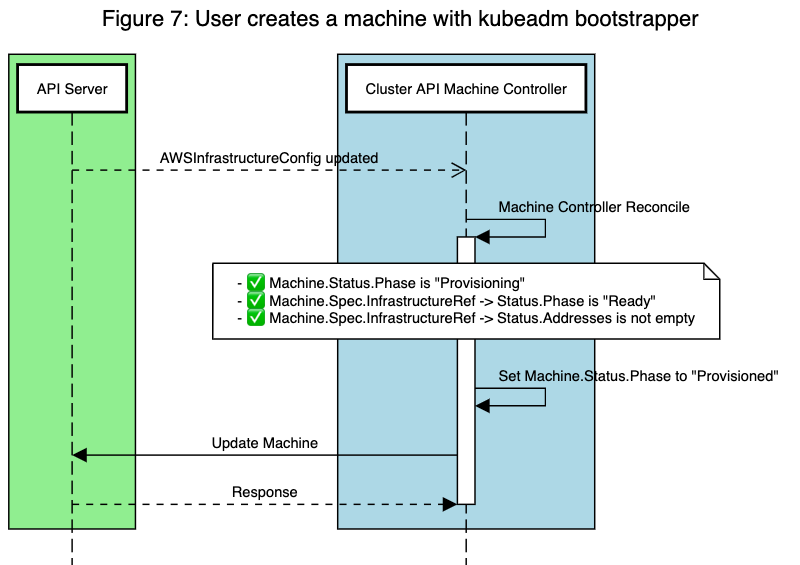 Figure 7: User creates a machine with kubeadm bootstrapper
API Server
Cluster API Machine Controller
AWSInfrastructureConfig updated
Machine Controller Reconcile
- ✅ Machine.Status.Phase is "Provisioning"
- ✅ Machine.Spec.InfrastructureRef -> Status.Phase is "Ready"
- ✅ Machine.Spec.InfrastructureRef -> Status.Addresses is not empty
Set Machine.Status.Phase to "Provisioned"
Update Machine
Response